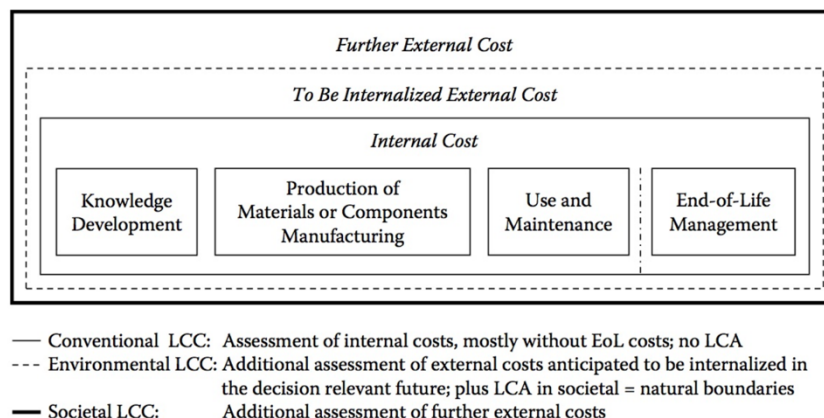 Further External Cost
To Be Internalized External Cost
Internal Cost
Knowledge
Development
Production of
Materials or Components
Manufacturing
Use and
Maintenance
End-of-Life
Management
Conventional LCC: Assessment of internal costs, mostly without EoL costs; no LCA
Environmental LCC: Additional assessment of external costs anticipated to be internalized in
the decision relevant future; plus LCA in societal = natural boundaries
Societal LCC: Additional assessment of further external costs